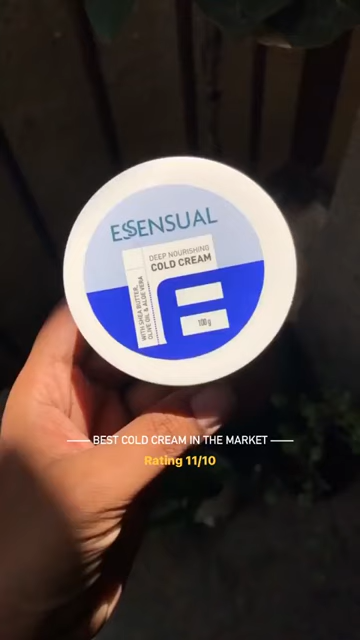 ESSENSUAL
DEEP NOURISHING
COLD CREAM
WITH SHEA BUTTER,
OLIVE OIL & ALOE VERA
100 g
BEST COLD CREAM IN THE MARKET
Rating 11/10